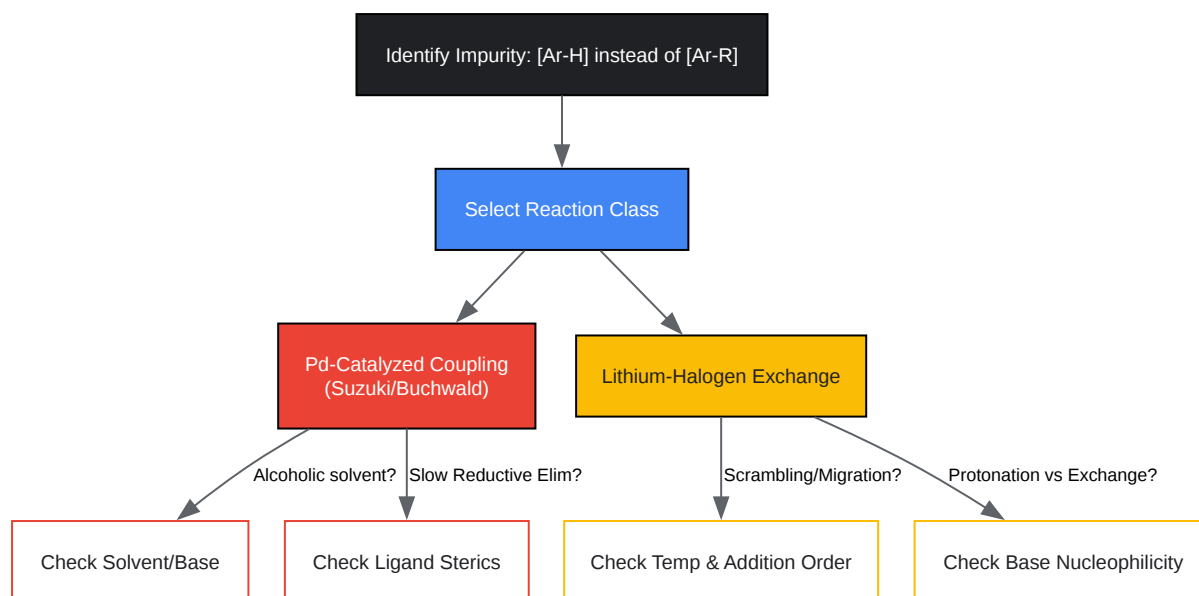 Identify Impurity: [Ar-H] instead of [Ar-R]
Select Reaction Class
Pd-Catalyzed Coupling
(Suzuki/Buchwald)
Lithium-Halogen Exchange
Alcoholic solvent?
Slow Reductive Elim?
Scrambling/Migration?
Protonation vs Exchange?
Check Solvent/Base
Check Ligand Sterics
Check Temp & Addition Order
Check Base Nucleophilicity